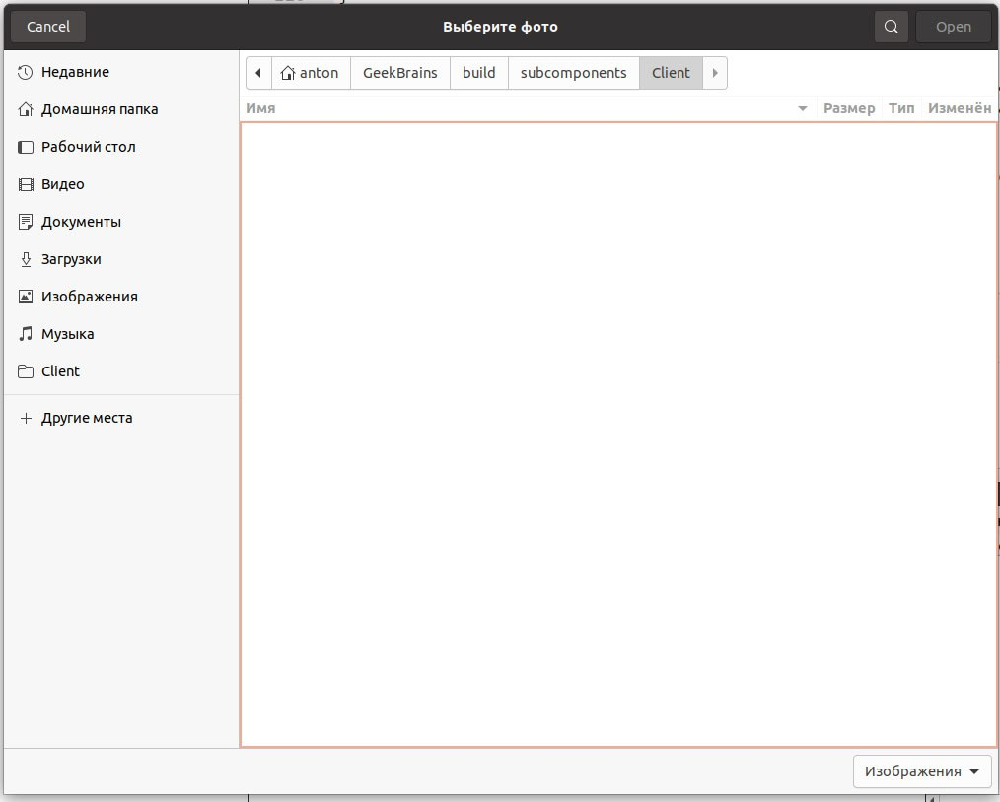 Cancel
Выберите фото
Open
Недавние
Домашняя папка
Рабочий стол
Видео
Документы
Загрузки
Изображения
Музыка
Client
Другие места
anton GeekBrains build subcomponents Client
Имя Размер Тип Изменён
Изображения